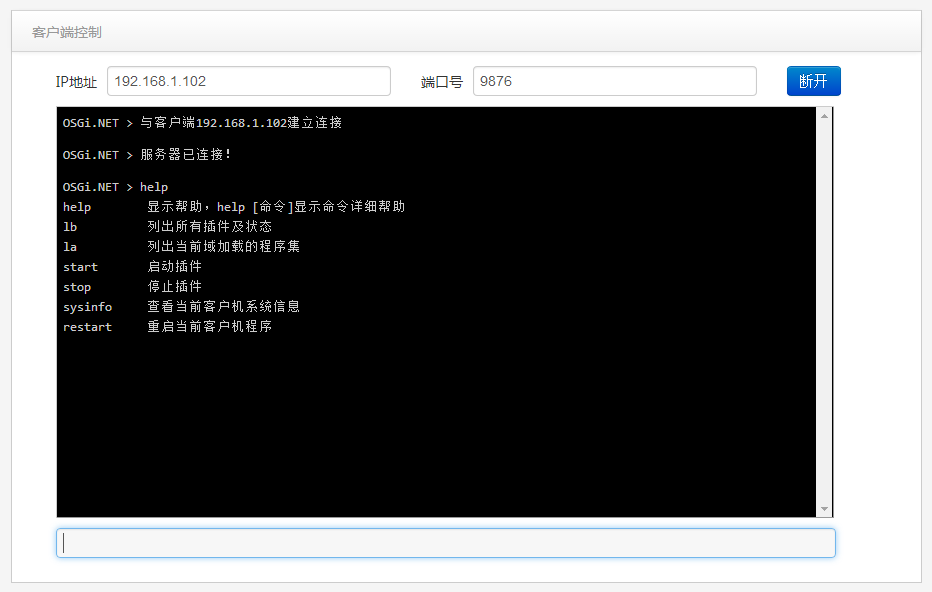 客户端控制
IP地址 192.168.1.102 端口号 9876 断开
OSGi.NET > 与客户端192.168.1.102建立连接
OSGi.NET > 服务器已连接!
OSGi.NET > help
help 显示帮助，help [命令]显示命令详细帮助
lb 列出所有插件及状态
la 列出当前域加载的程序集
start 启动插件
stop 停止插件
sysinfo 查看当前客户机系统信息
restart 重启当前客户机程序